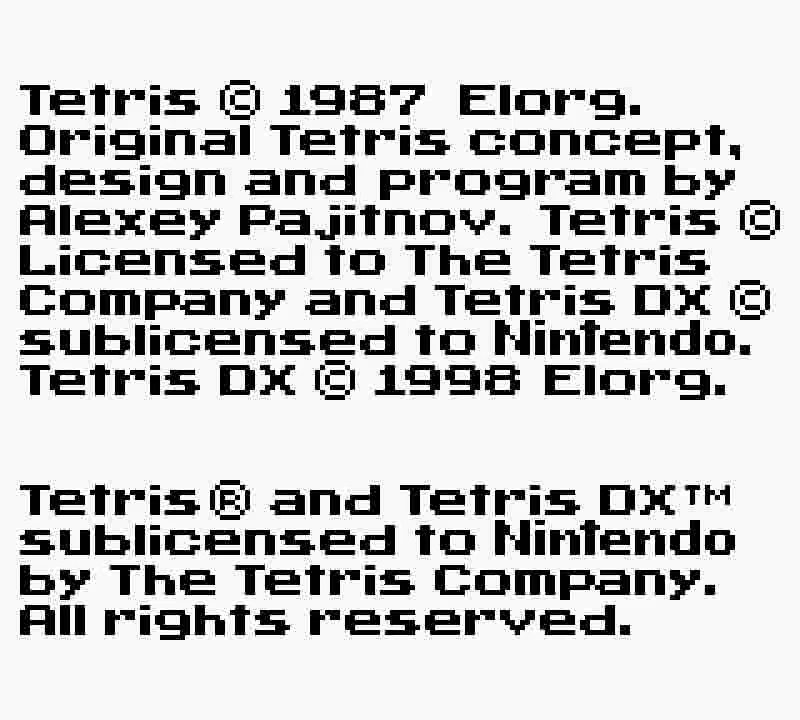 Tetris © 1987 Elorg.
Original Tetris concept,
design and program by
Alexey Pajitnov. Tetris ©
Licensed to The Tetris
Company and Tetris DX ©
sublicensed to Nintendo.
Tetris DX © 1998 Elorg.
Tetris® and Tetris DX™
sublicensed to Nintendo
by The Tetris Company.
All rights reserved.